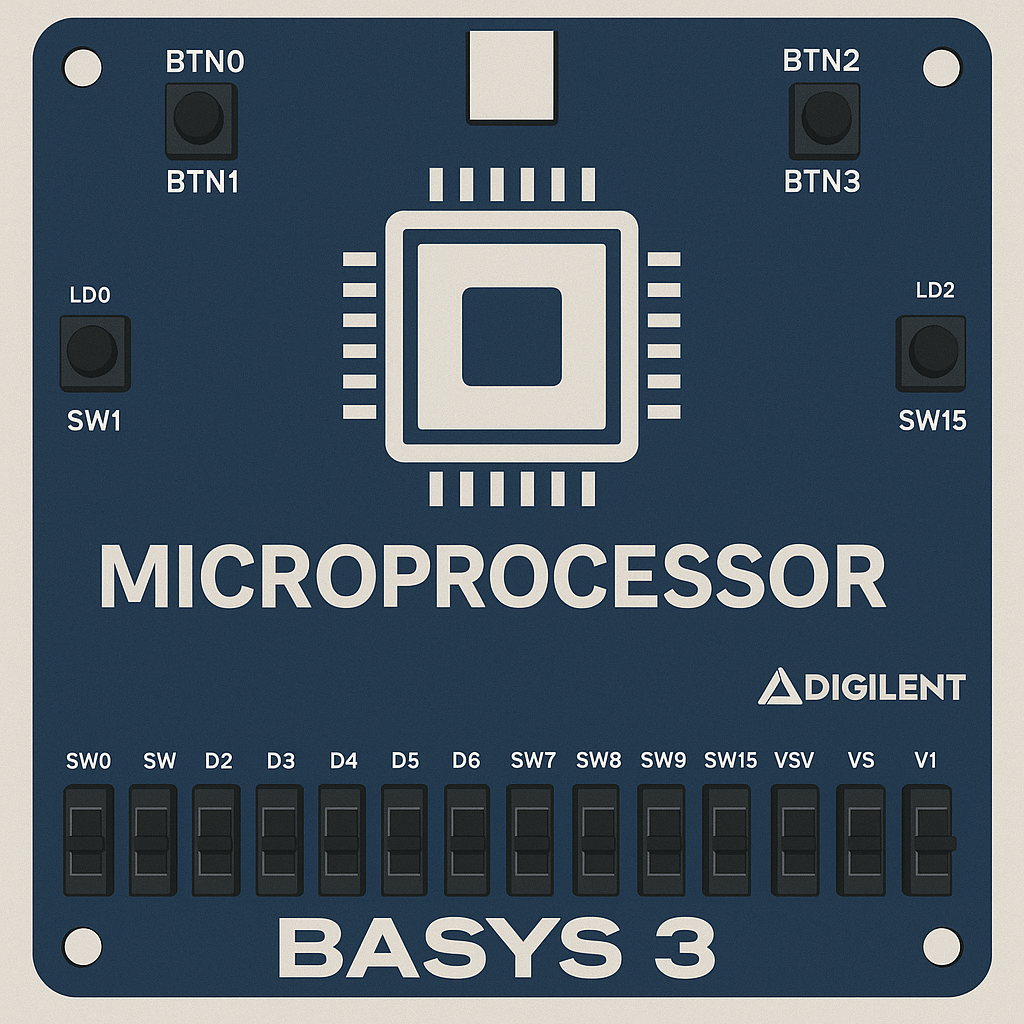 BTN0
BTN2
BTN1
BTN3
LD0
LD2
SW1
SW15
MICROPROCESSOR
DIGILENT
SW0 SW D2 D3 D4 D5 D6 SW7 SW8 SW9 SW15 VSV VS V1
BASYS 3